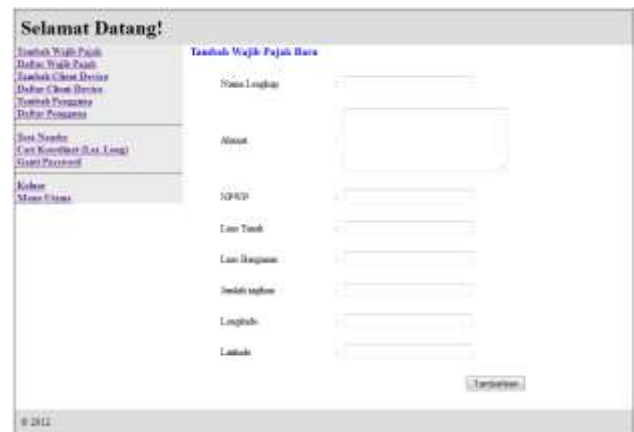 Selamat Datang!
Tambah Wajib Pajak
Daftar Wajib Pajak
Tambah Client Device
Daftar Client Device
Tambah Pengguna
Daftar Pengguna
Cari Koordinat (Lat, Long)
Ganti Password
Keluar
Menu Utama
Tambah Wajib Pajak Baru
Nama Lengkap :
Alamat :
NPWP :
Luas Tanah :
Luas Bangunan :
Jumlah tagihan :
Longitude :
Latitude :
Tambahkan
© 2012